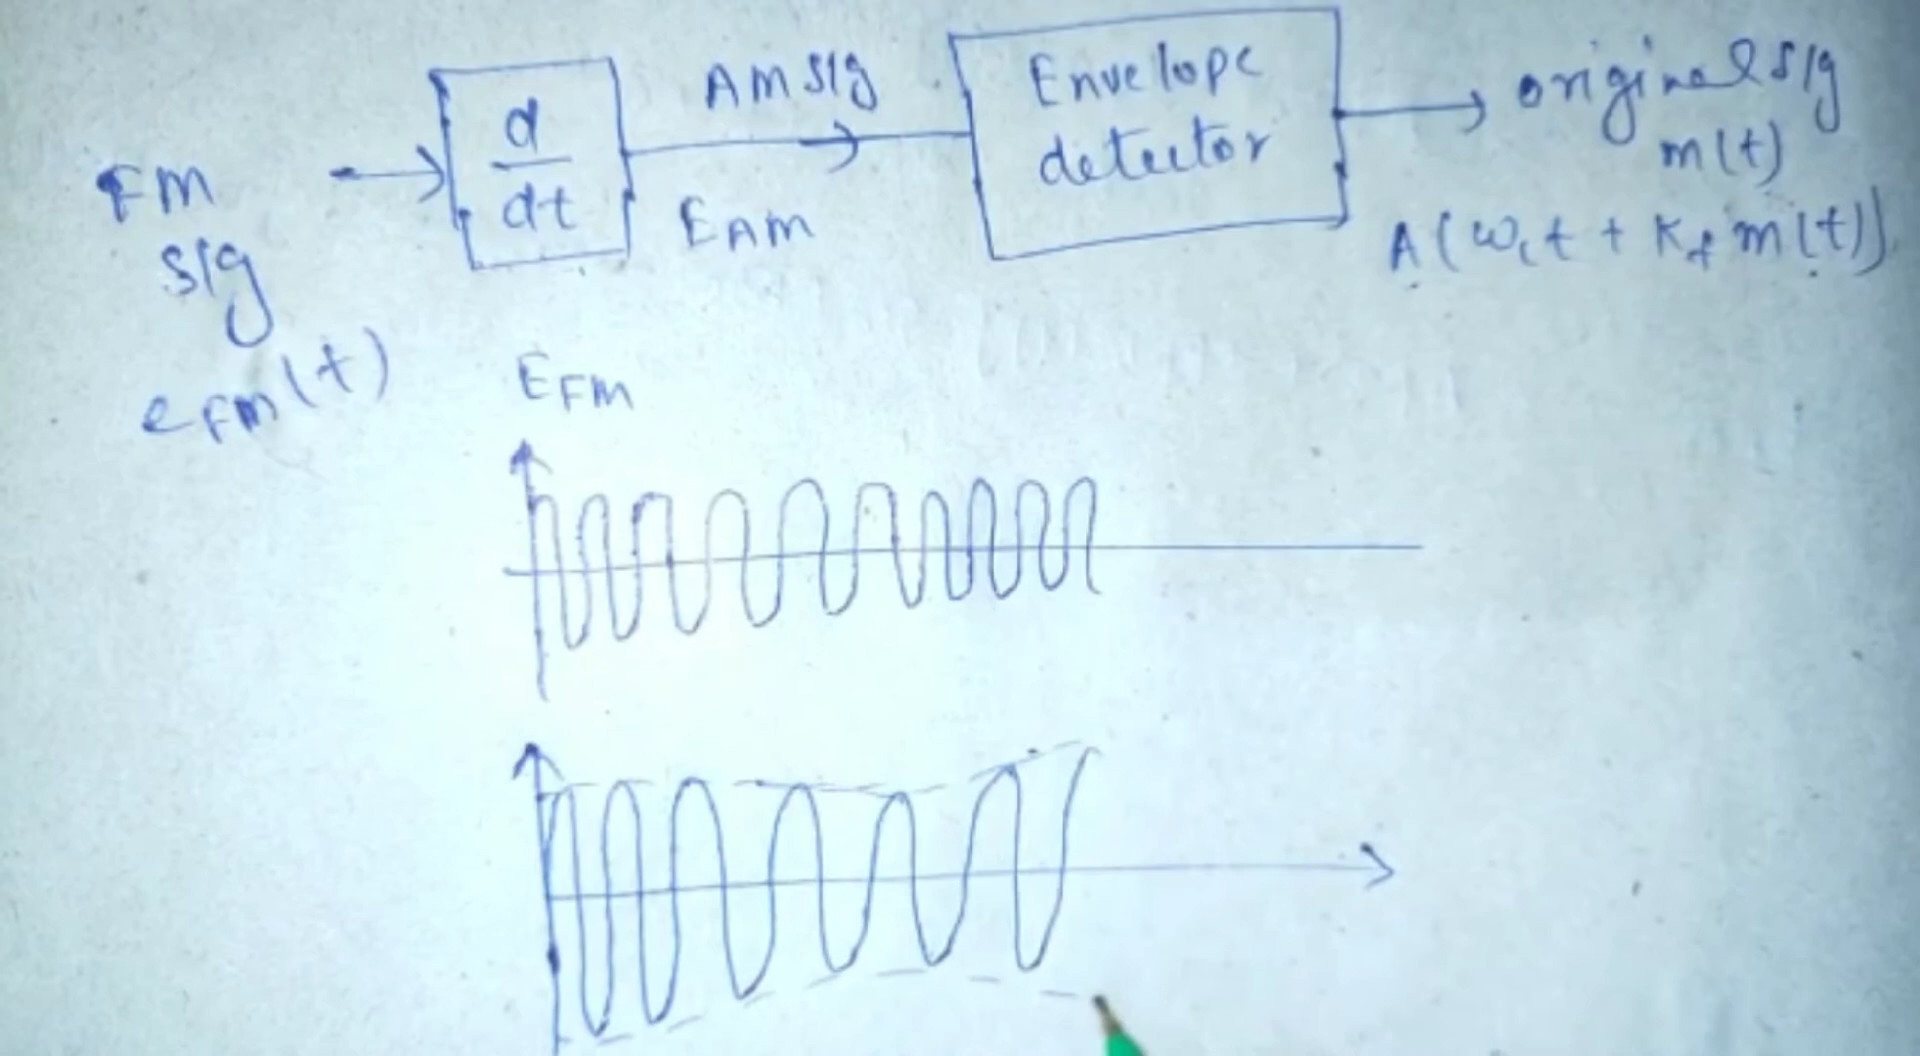 FM
sig
eFM(t)
d
dt
AM sig
EAM
Envelope
detector
original sig
m(t)
A(ωct + Kf m(t))
EFM